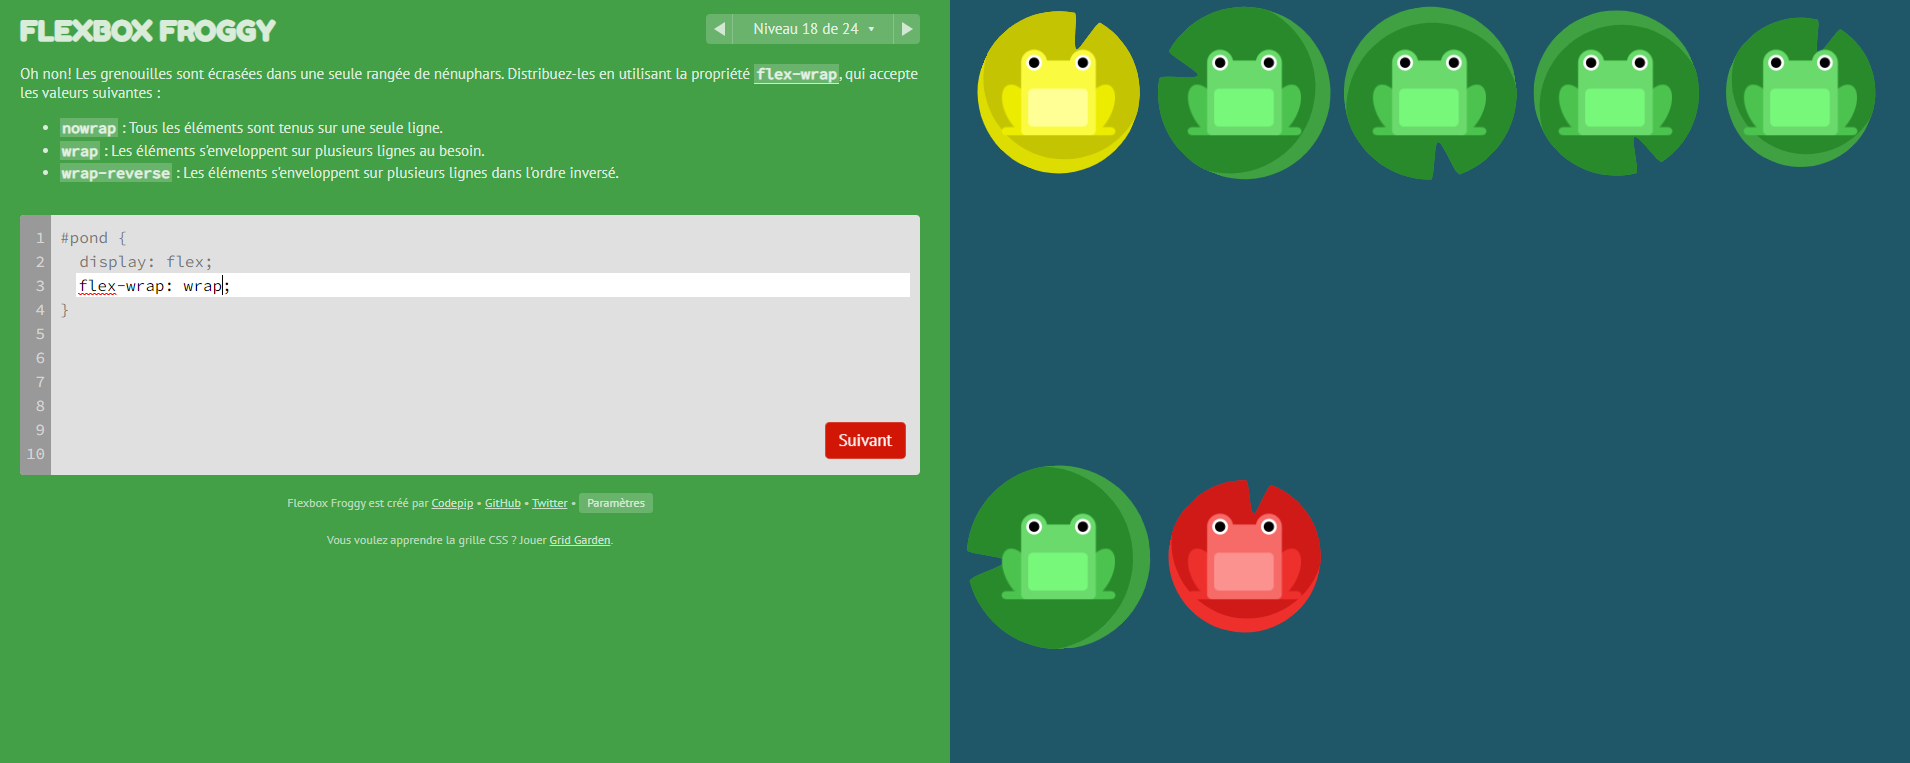 FLEXBOX FROGGY
Niveau 18 de 24
Oh non! Les grenouilles sont écrasées dans une seule rangée de nénuphars. Distribuez-les en utilisant la propriété flex-wrap, qui accepte
les valeurs suivantes :
nowrap : Tous les éléments sont tenus sur une seule ligne.
wrap : Les éléments s'enveloppent sur plusieurs lignes au besoin.
wrap-reverse : Les éléments s'enveloppent sur plusieurs lignes dans l'ordre inversé.
1 #pond {
2 display: flex;
3 flex-wrap: wrap;
4 }
5
6
7
8
9
10
Suivant
Flexbox Froggy est créé par Codepip • GitHub • Twitter • Paramètres
Vous voulez apprendre la grille CSS ? Jouer Grid Garden.